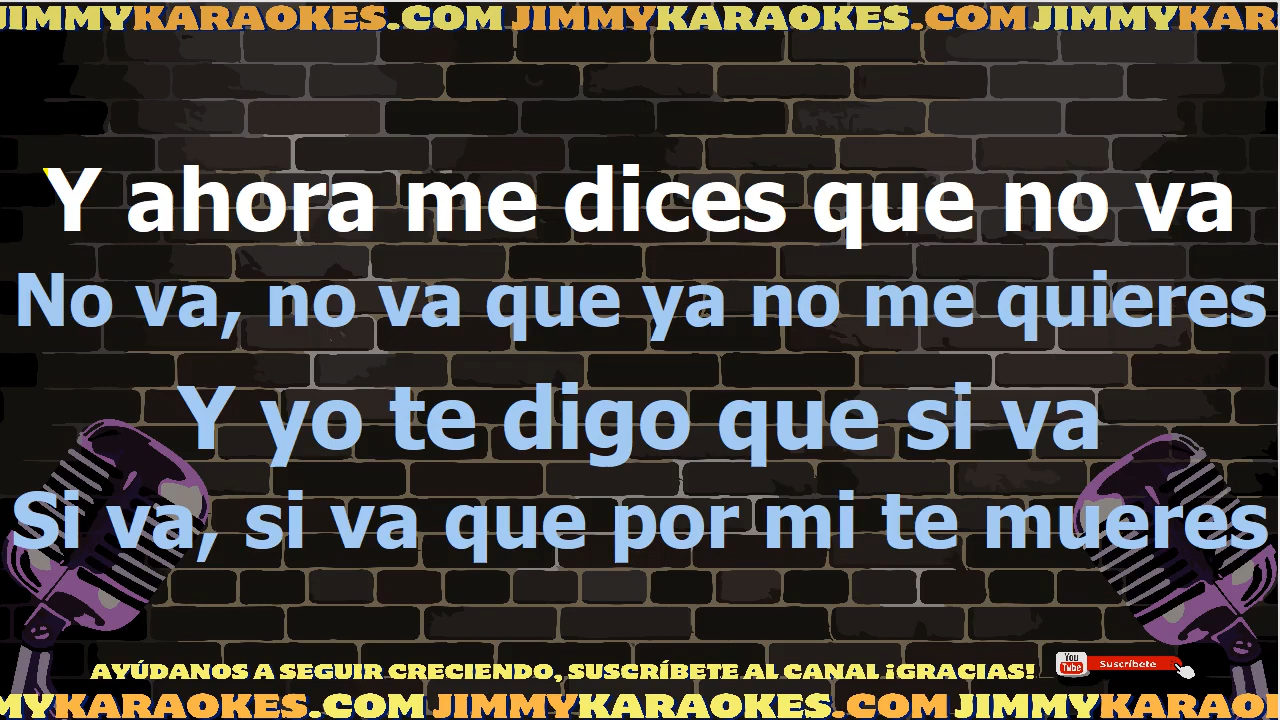 JIMMYKARAOKES.COM JIMMYKARAOKES.COM JIMMYKAR
Y ahora me dices que no va
No va, no va que ya no me quieres
Y yo te digo que si va
Si va, si va que por mi te mueres
AYÚDANOS A SEGUIR CRECIENDO, SUSCRÍBETE AL CANAL ¡GRACIAS!
You Tube Suscríbete
MYKARAOKES.COM JIMMYKARAOKES.COM JIMMYKARAO